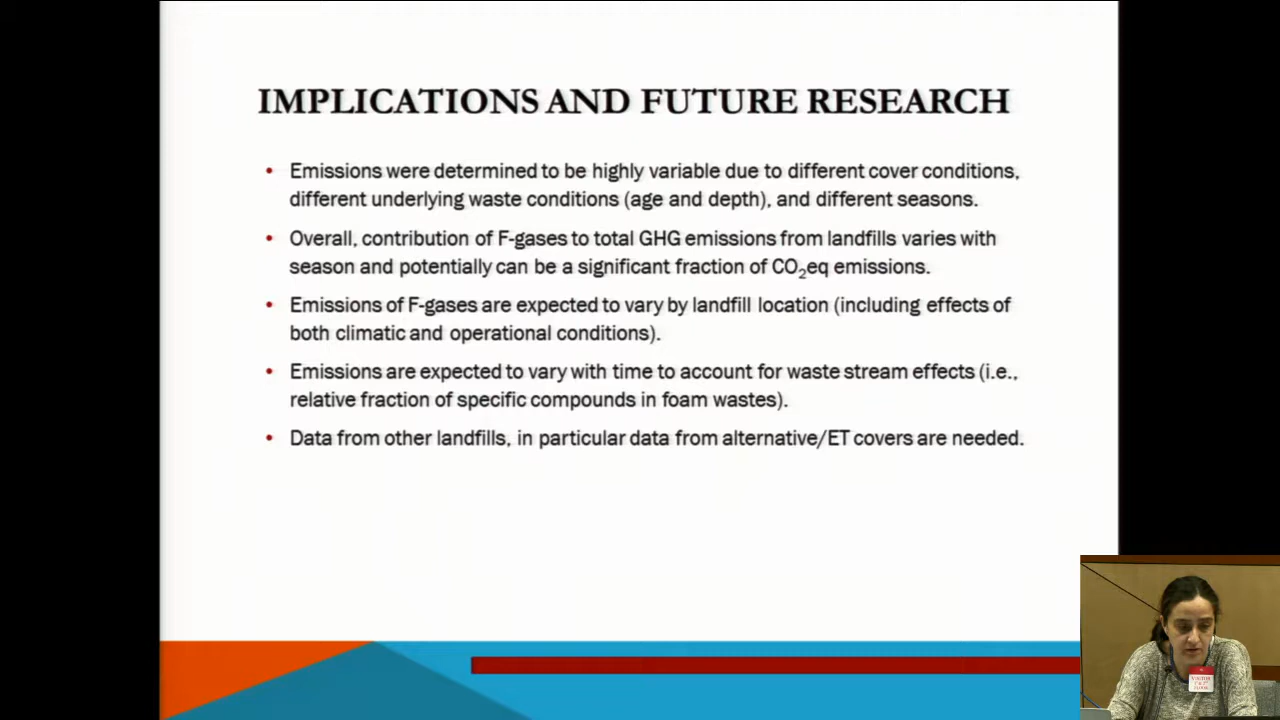 IMPLICATIONS AND FUTURE RESEARCH
• Emissions were determined to be highly variable due to different cover conditions,
different underlying waste conditions (age and depth), and different seasons.
• Overall, contribution of F-gases to total GHG emissions from landfills varies with
season and potentially can be a significant fraction of CO₂eq emissions.
• Emissions of F-gases are expected to vary by landfill location (including effects of
both climatic and operational conditions).
• Emissions are expected to vary with time to account for waste stream effects (i.e.,
relative fraction of specific compounds in foam wastes).
• Data from other landfills, in particular data from alternative/ET covers are needed.
VISITOR